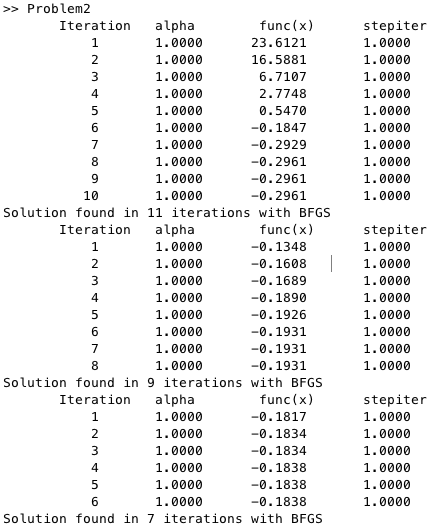 >> Problem2
Iteration alpha func(x) stepiter
1 1.0000 23.6121 1.0000
2 1.0000 16.5881 1.0000
3 1.0000 6.7107 1.0000
4 1.0000 2.7748 1.0000
5 1.0000 0.5470 1.0000
6 1.0000 -0.1847 1.0000
7 1.0000 -0.2929 1.0000
8 1.0000 -0.2961 1.0000
9 1.0000 -0.2961 1.0000
10 1.0000 -0.2961 1.0000
Solution found in 11 iterations with BFGS
Iteration alpha func(x) stepiter
1 1.0000 -0.1348 1.0000
2 1.0000 -0.1608 1.0000
3 1.0000 -0.1689 1.0000
4 1.0000 -0.1890 1.0000
5 1.0000 -0.1926 1.0000
6 1.0000 -0.1931 1.0000
7 1.0000 -0.1931 1.0000
8 1.0000 -0.1931 1.0000
Solution found in 9 iterations with BFGS
Iteration alpha func(x) stepiter
1 1.0000 -0.1817 1.0000
2 1.0000 -0.1834 1.0000
3 1.0000 -0.1834 1.0000
4 1.0000 -0.1838 1.0000
5 1.0000 -0.1838 1.0000
6 1.0000 -0.1838 1.0000
Solution found in 7 iterations with BFGS